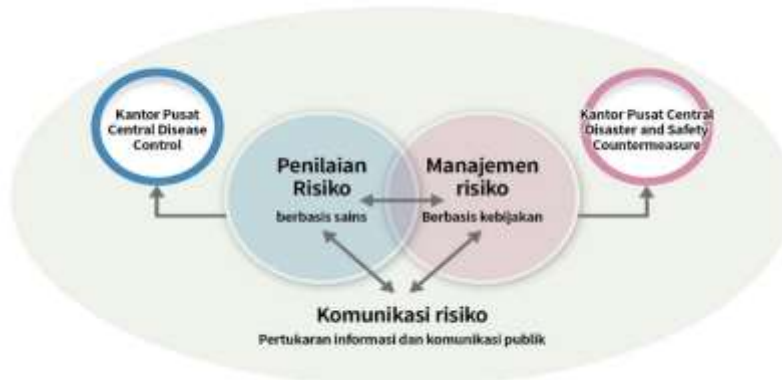 Kantor Pusat
Central Disease
Control
Kantor Pusat Central
Disaster and Safety
Countermeasure
Penilaian
Risiko
berbasis sains
Manajemen
risiko
Berbasis kebijakan
Komunikasi risiko
Pertukaran informasi dan komunikasi publik